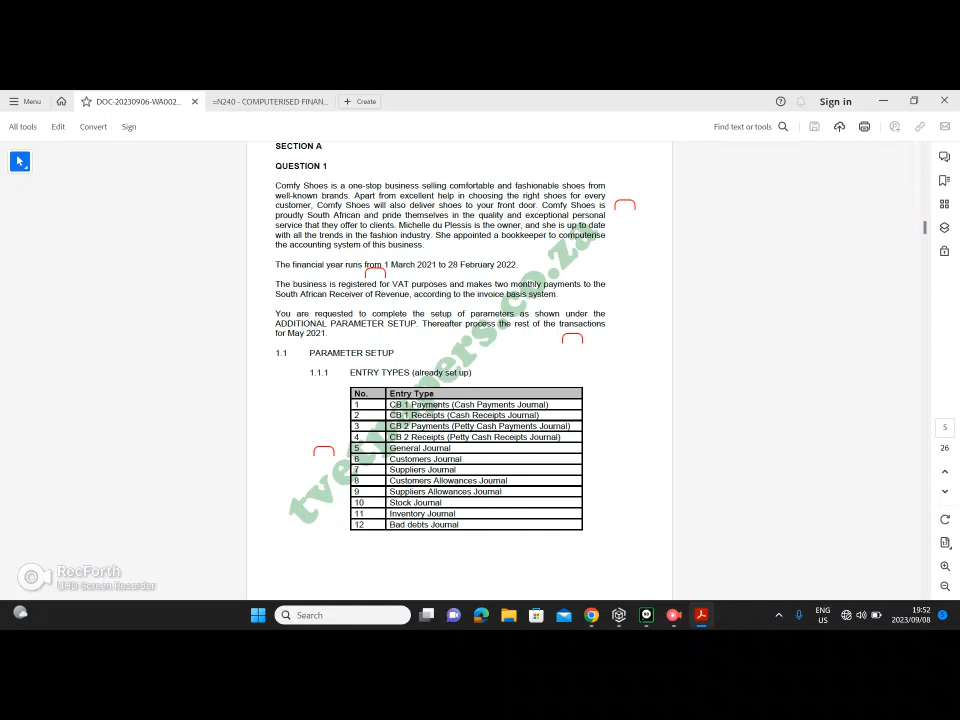 Menu
DOC-20230906-WA002...
=N240 - COMPUTERISED FINAN...
Create
Sign in
All tools
Edit
Convert
Sign
Find text or tools
SECTION A
QUESTION 1
Comfy Shoes is a one-stop business selling comfortable and fashionable shoes from
well-known brands. Apart from excellent help in choosing the right shoes for every
customer, Comfy Shoes will also deliver shoes to your front door. Comfy Shoes is
proudly South African and pride themselves in the quality and exceptional personal
service that they offer to clients. Michelle du Plessis is the owner, and she is up to date
with all the trends in the fashion industry. She appointed a bookkeeper to computerise
the accounting system of this business.
The financial year runs from 1 March 2021 to 28 February 2022.
The business is registered for VAT purposes and makes two monthly payments to the
South African Receiver of Revenue, according to the invoice basis system.
You are requested to complete the setup of parameters as shown under the
ADDITIONAL PARAMETER SETUP. Thereafter process the rest of the transactions
for May 2021.
1.1 PARAMETER SETUP
1.1.1 ENTRY TYPES (already set up)
No. Entry Type
1 CB 1 Payments (Cash Payments Journal)
2 CB 1 Receipts (Cash Receipts Journal)
3 CB 2 Payments (Petty Cash Payments Journal)
4 CB 2 Receipts (Petty Cash Receipts Journal)
5 General Journal
6 Customers Journal
7 Suppliers Journal
8 Customers Allowances Journal
9 Suppliers Allowances Journal
10 Stock Journal
11 Inventory Journal
12 Bad debts Journal
5
26
RecForth
UHD Screen Recorder
Search
ENG
US
19:52
2023/09/08